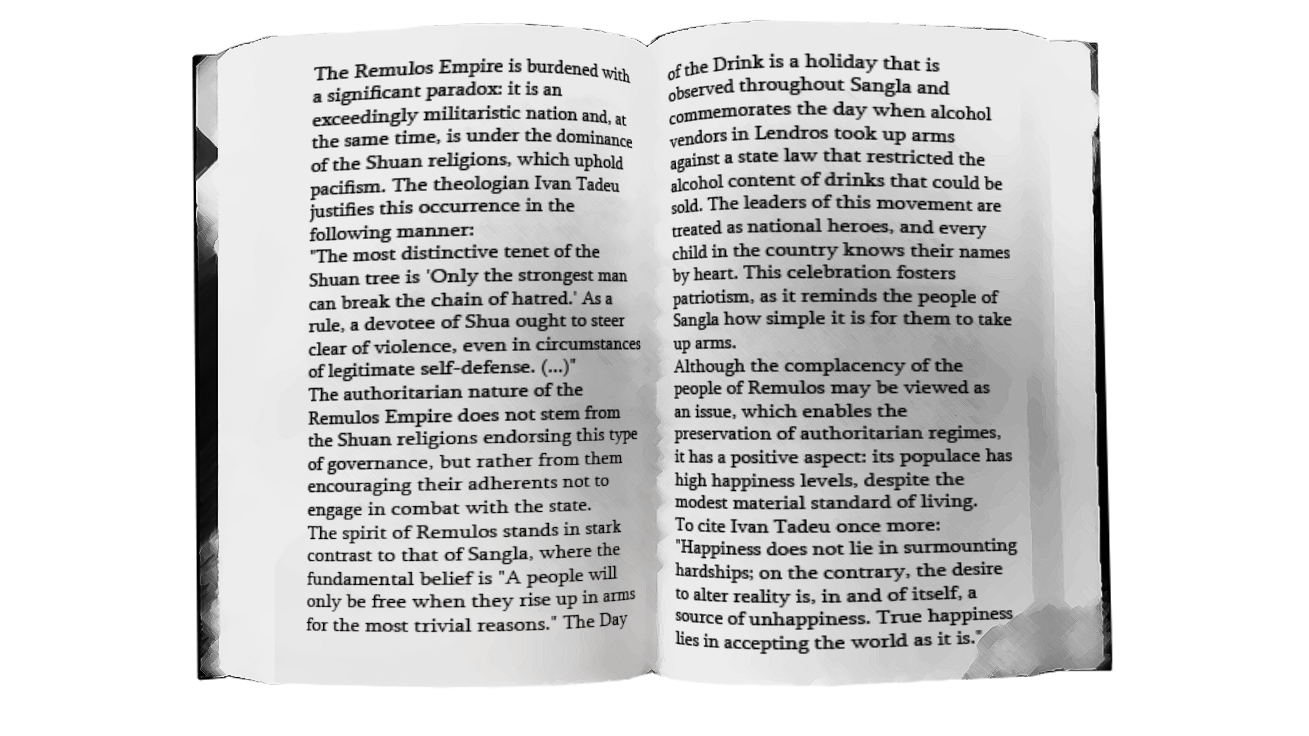 The Remulos Empire is burdened with
a significant paradox: it is an
exceedingly militaristic nation and, at
the same time, is under the dominance
of the Shuan religions, which uphold
pacifism. The theologian Ivan Tadeu
justifies this occurrence in the
following manner:
"The most distinctive tenet of the
Shuan tree is 'Only the strongest man
can break the chain of hatred.' As a
rule, a devotee of Shua ought to steer
clear of violence, even in circumstances
of legitimate self-defense. (...)"
The authoritarian nature of the
Remulos Empire does not stem from
the Shuan religions endorsing this type
of governance, but rather from them
encouraging their adherents not to
engage in combat with the state.
The spirit of Remulos stands in stark
contrast to that of Sangla, where the
fundamental belief is "A people will
only be free when they rise up in arms
for the most trivial reasons." The Day
of the Drink is a holiday that is
observed throughout Sangla and
commemorates the day when alcohol
vendors in Lendros took up arms
against a state law that restricted the
alcohol content of drinks that could be
sold. The leaders of this movement are
treated as national heroes, and every
child in the country knows their names
by heart. This celebration fosters
patriotism, as it reminds the people of
Sangla how simple it is for them to take
up arms.
Although the complacency of the
people of Remulos may be viewed as
an issue, which enables the
preservation of authoritarian regimes,
it has a positive aspect: its populace has
high happiness levels, despite the
modest material standard of living.
To cite Ivan Tadeu once more:
"Happiness does not lie in surmounting
hardships; on the contrary, the desire
to alter reality is, in and of itself, a
source of unhappiness. True happiness
lies in accepting the world as it is."